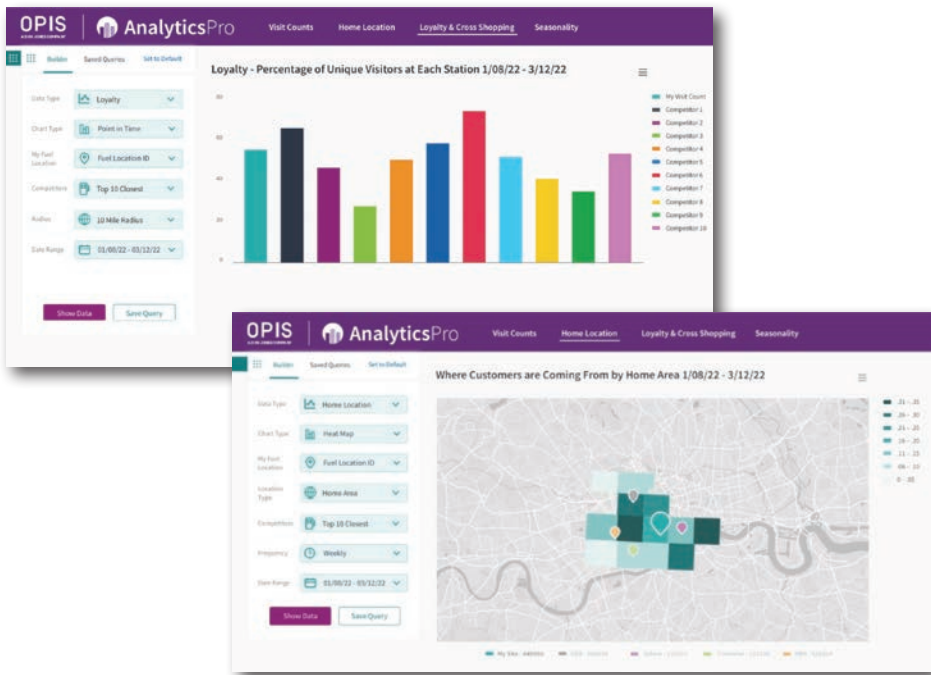 OPIS AnalyticsPro Visit Counts Home Location Loyalty & Cross Shopping Seasonality
Builder Saved Queries Set to Default
Loyalty - Percentage of Unique Visitors at Each Station 1/08/22 - 3/12/22
Data Type Loyalty
Chart Type Point in Time
My Fuel Location Fuel Location ID
Competitors Top 10 Closest
Radius 10 Mile Radius
Date Range 01/08/22 - 03/12/22
Show Data Save Query
80
60
40
20
0
My Visit Count
Competitor 1
Competitor 2
Competitor 3
Competitor 4
Competitor 5
Competitor 6
Competitor 7
Competitor 8
Competitor 9
Competitor 10
OPIS AnalyticsPro Visit Counts Home Location Loyalty & Cross Shopping Seasonality
Builder Saved Queries Set to Default
Where Customers are Coming From by Home Area 1/08/22 - 3/12/22
Data Type Home Location
Chart Type Heat Map
My Fuel Location Fuel Location ID
Location Type Home Area
Competitors Top 10 Closest
Frequency Weekly
Date Range 01/08/22 - 03/12/22
Show Data Save Query
My Site